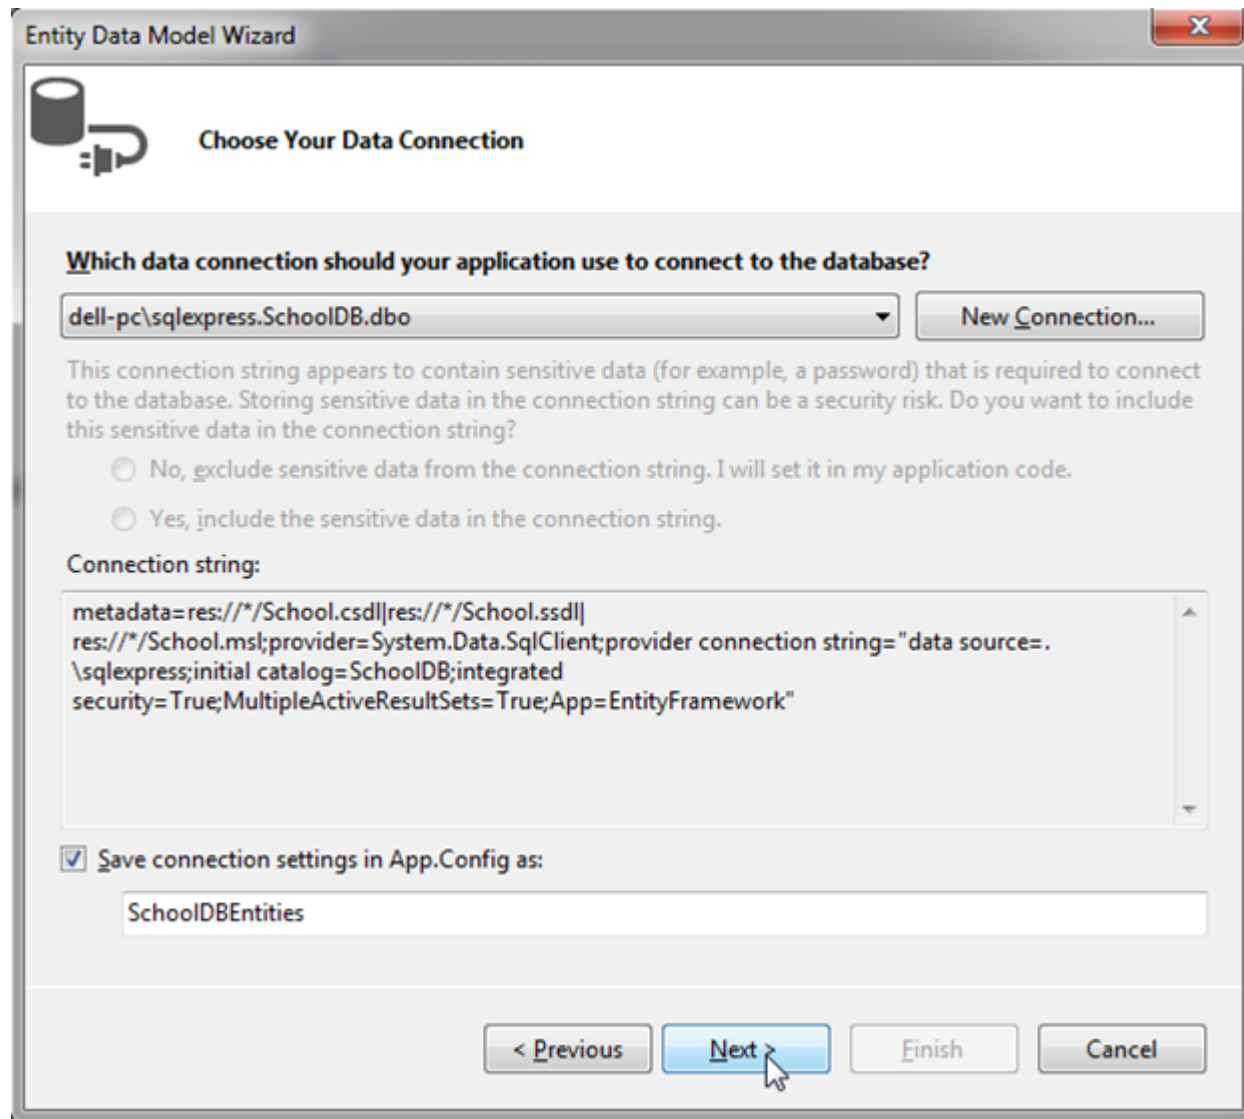 Entity Data Model Wizard
Choose Your Data Connection
Which data connection should your application use to connect to the database?
dell-pc\sqlexpress.SchoolDB.dbo
New Connection...
This connection string appears to contain sensitive data (for example, a password) that is required to connect
to the database. Storing sensitive data in the connection string can be a security risk. Do you want to include
this sensitive data in the connection string?
No, exclude sensitive data from the connection string. I will set it in my application code.
Yes, include the sensitive data in the connection string.
Connection string:
metadata=res://*/School.csdl|res://*/School.ssdl|
res://*/School.msl;provider=System.Data.SqlClient;provider connection string="data source=.
\sqlexpress;initial catalog=SchoolDB;integrated
security=True;MultipleActiveResultSets=True;App=EntityFramework"
Save connection settings in App.Config as:
SchoolDBEntities
< Previous
Next >
Finish
Cancel